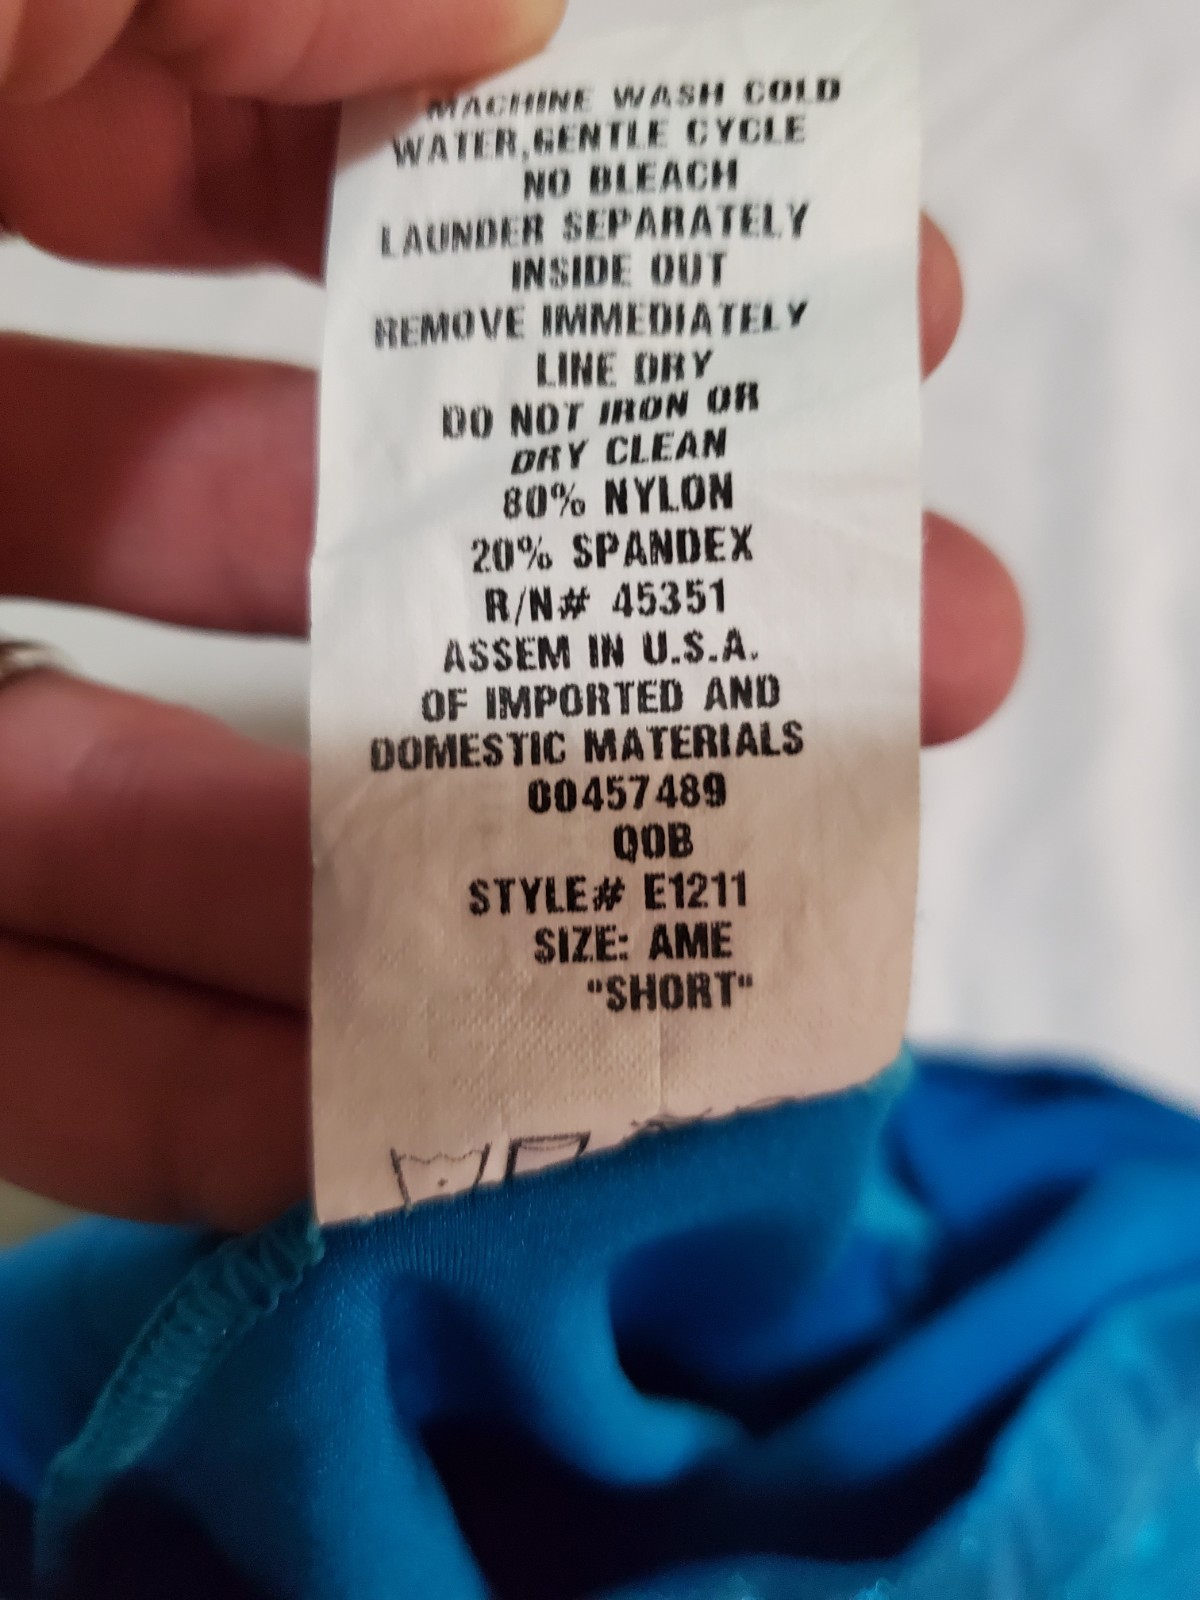 MACHINE WASH COLD
WATER,GENTLE CYCLE
NO BLEACH
LAUNDER SEPARATELY
INSIDE OUT
REMOVE IMMEDIATELY
LINE DRY
DO NOT IRON OR
DRY CLEAN
80% NYLON
20% SPANDEX
R/N# 45351
ASSEM IN U.S.A.
OF IMPORTED AND
DOMESTIC MATERIALS
00457489
QOB
STYLE# E1211
SIZE: AME
"SHORT"